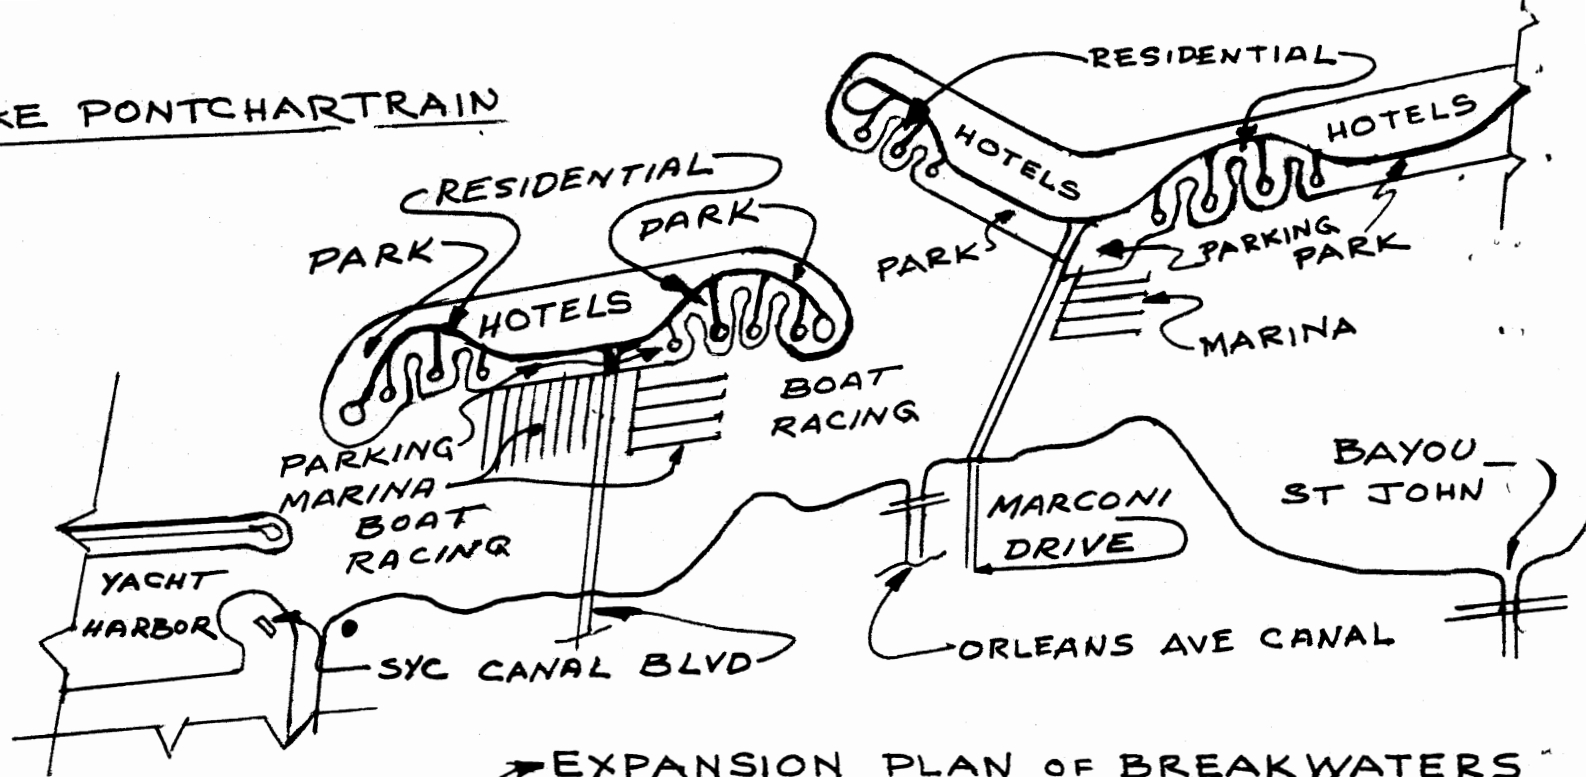 KE PONTCHARTRAIN
RESIDENTIAL
HOTELS
HOTELS
RESIDENTIAL
PARK
PARK
HOTELS
PARK
PARKING
PARK
MARINA
BOAT
RACING
PARKING
MARINA
BOAT
RACING
YACHT
HARBOR
MARCONI
DRIVE
BAYOU
ST JOHN
SYC CANAL BLVD
ORLEANS AVE CANAL
EXPANSION PLAN OF BREAKWATERS"